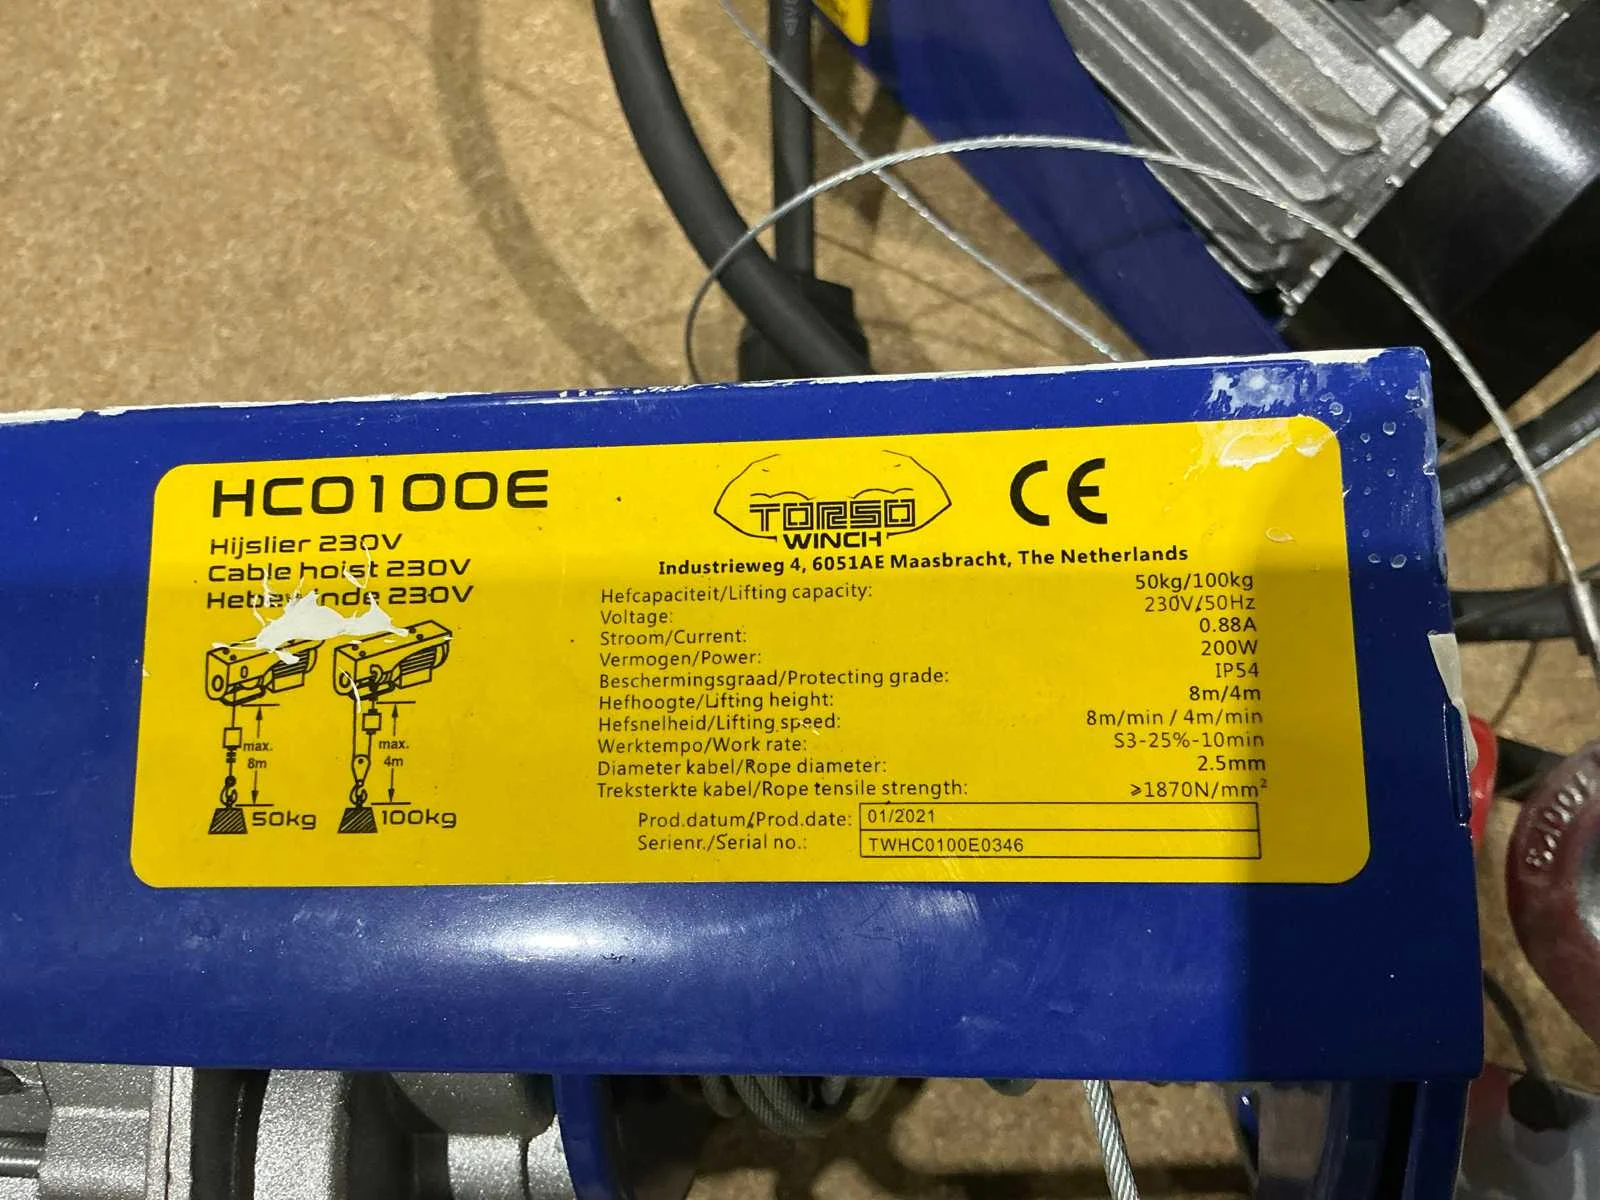 HC0100E
TORSO
WINCH
CE
Industrieweg 4, 6051AE Maasbracht, The Netherlands
Hijslier 230V
Cable hoist 230V
Hebewinde 230V
max.
8m
50kg
max.
4m
100kg
Hefcapaciteit/Lifting capacity: 50kg/100kg
Voltage: 230V/50Hz
Stroom/Current: 0.88A
Vermogen/Power: 200W
Beschermingsgraad/Protecting grade: IP54
Hefhoogte/Lifting height: 8m/4m
Hefsnelheid/Lifting speed: 8m/min / 4m/min
Werktempo/Work rate: S3-25%-10min
Diameter kabel/Rope diameter: 2.5mm
Treksterkte kabel/Rope tensile strength: ≥1870N/mm²
Prod.datum/Prod.date: 01/2021
Serienr./Serial no.: TWHC0100E0346